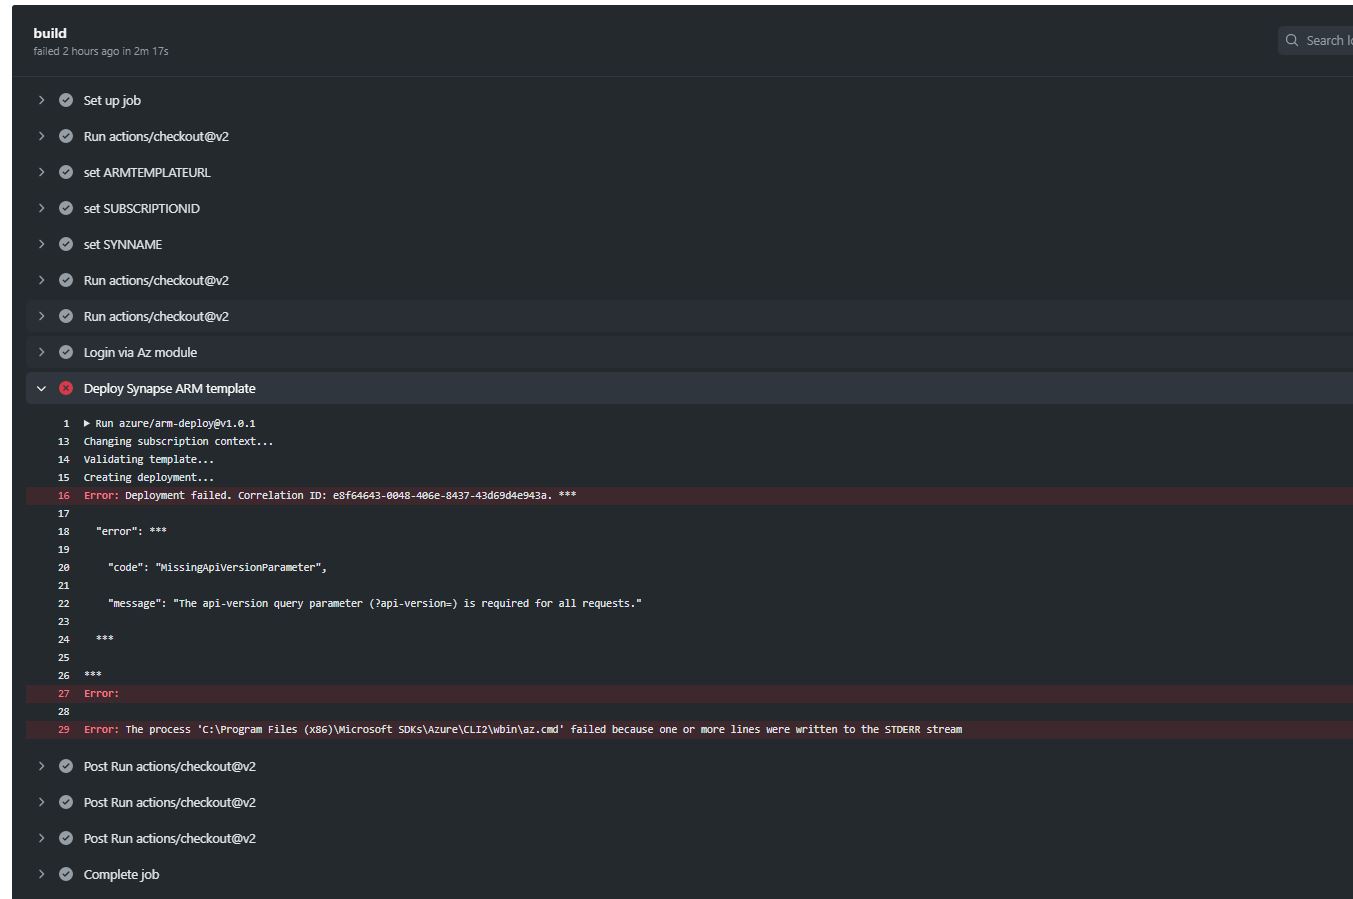 build
failed 2 hours ago in 2m 17s
Search lo
Set up job
Run actions/checkout@v2
set ARMTEMPLATEURL
set SUBSCRIPTIONID
set SYNNAME
Run actions/checkout@v2
Run actions/checkout@v2
Login via Az module
Deploy Synapse ARM template
1 ▶ Run azure/arm-deploy@v1.0.1
13 Changing subscription context...
14 Validating template...
15 Creating deployment...
16 Error: Deployment failed. Correlation ID: e8f64643-0048-406e-8437-43d69d4e943a. ***
17
18 "error": ***
19
20 "code": "MissingApiVersionParameter",
21
22 "message": "The api-version query parameter (?api-version=) is required for all requests."
23
24 ***
25
26 ***
27 Error:
28
29 Error: The process 'C:\Program Files (x86)\Microsoft SDKs\Azure\CLI2\wbin\az.cmd' failed because one or more lines were written to the STDERR stream
Post Run actions/checkout@v2
Post Run actions/checkout@v2
Post Run actions/checkout@v2
Complete job